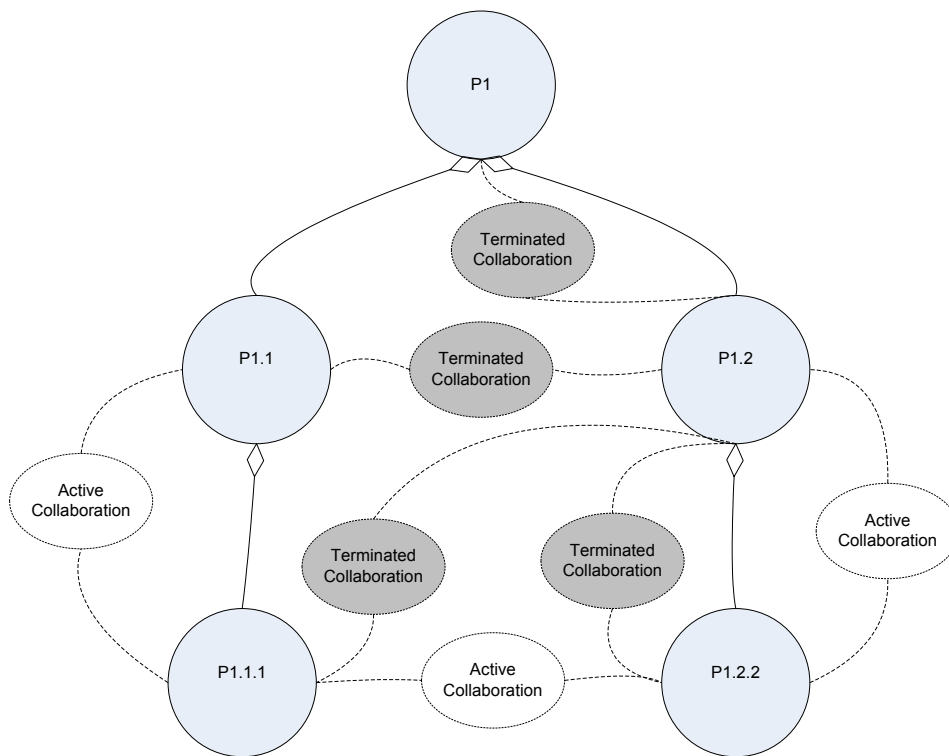 P1
Terminated
Collaboration
P1.1
Terminated
Collaboration
P1.2
Active
Collaboration
Terminated
Collaboration
Terminated
Collaboration
Active
Collaboration
P1.1.1
Active
Collaboration
P1.2.2